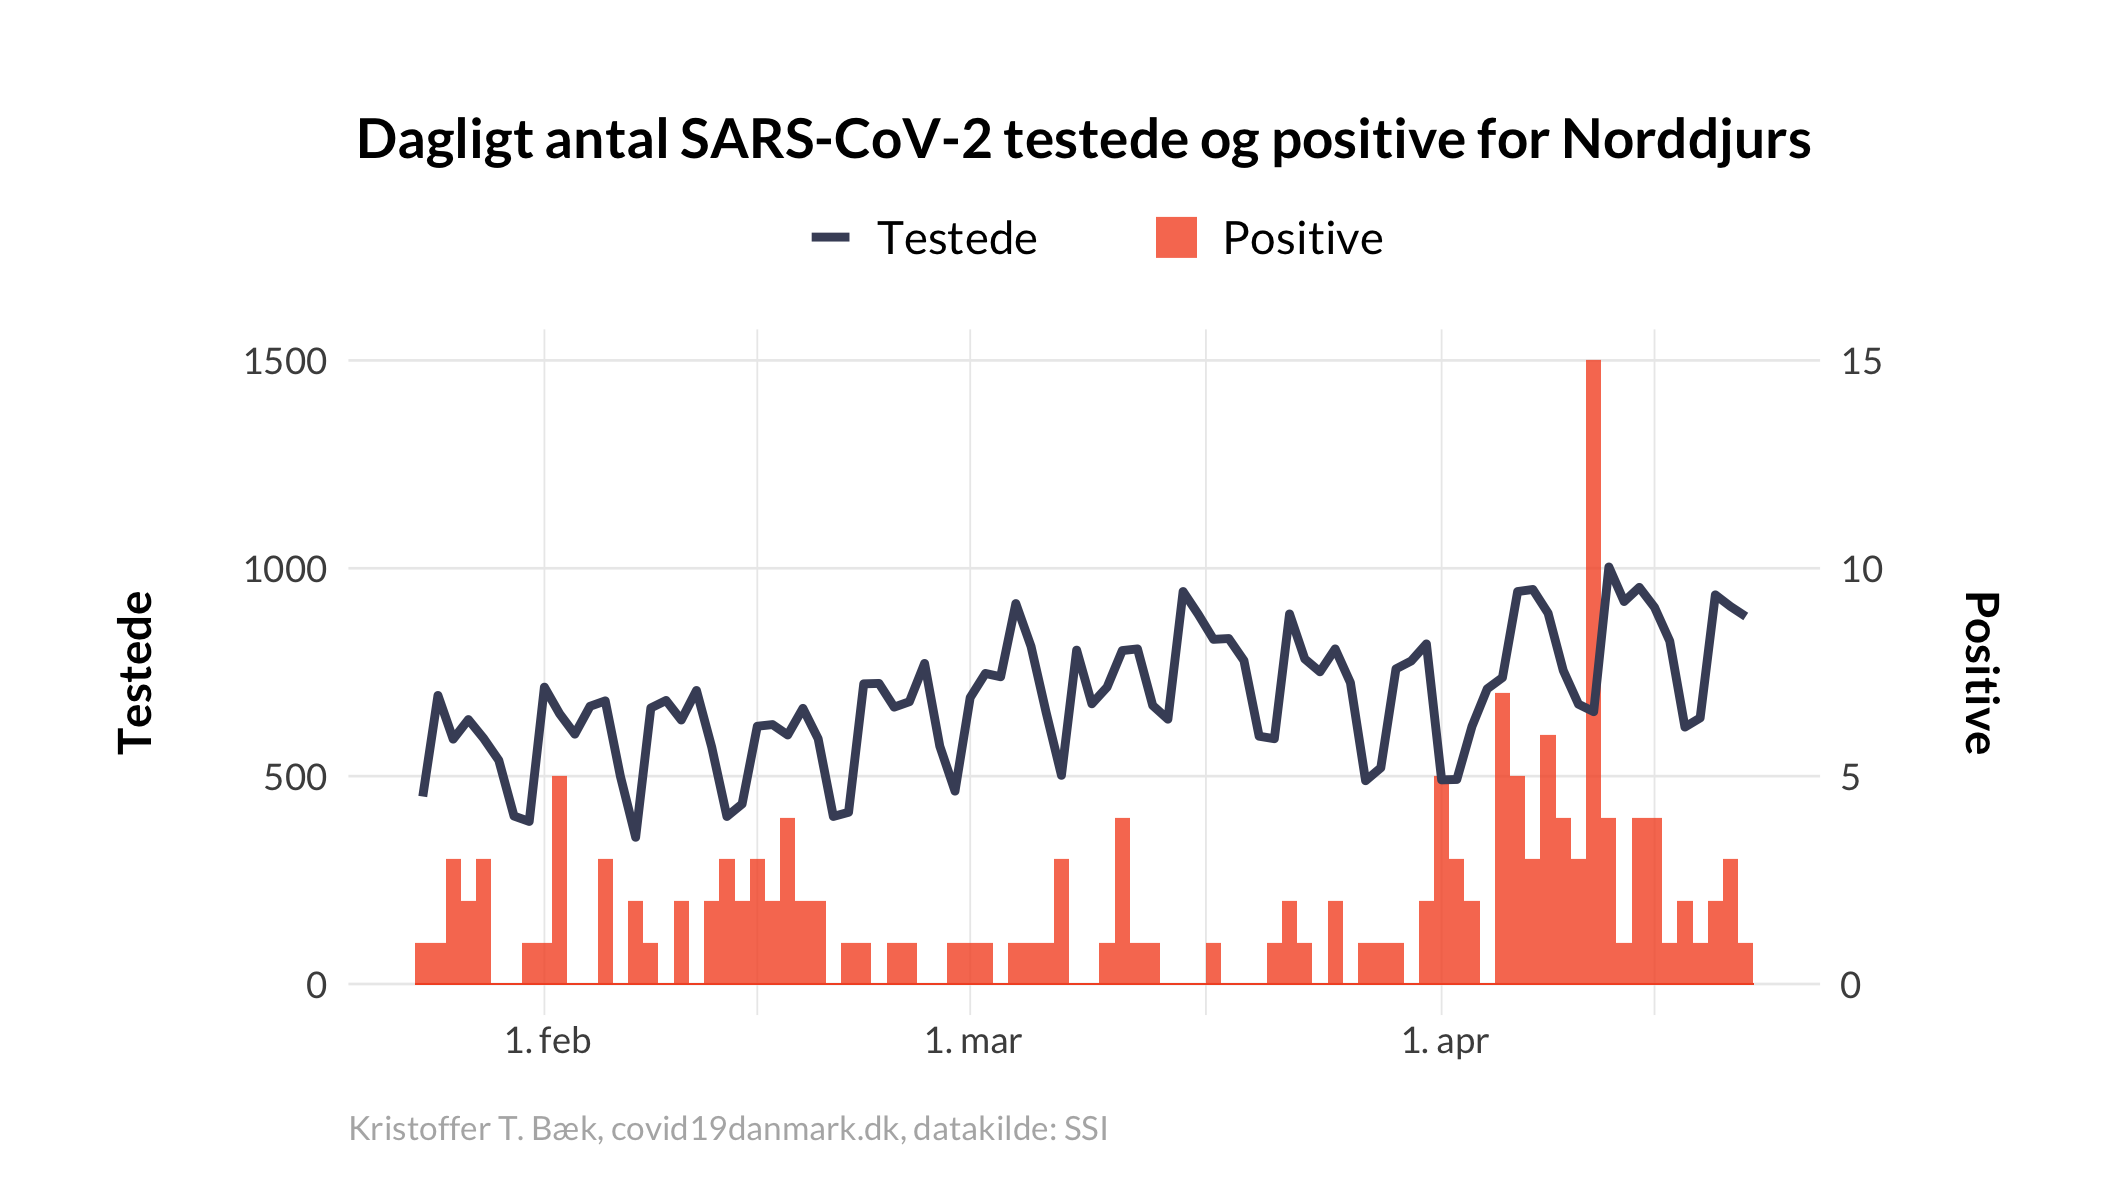 Dagligt antal SARS-CoV-2 testede og positive for Norddjurs
Testede
Positive
1500
1000
500
0
15
10
5
0
Testede
Positive
1. feb
1. mar
1. apr
Kristoffer T. Bæk, covid19danmark.dk, datakilde: SSI